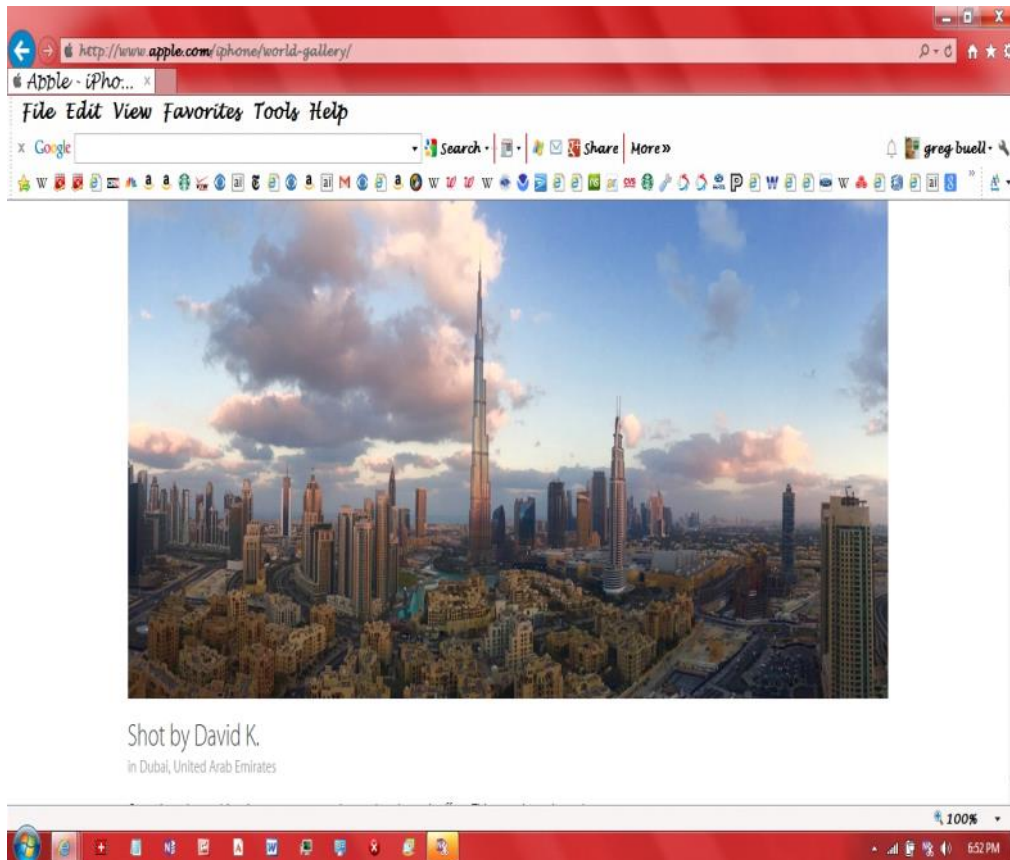 http://www.apple.com/iphone/world-gallery/
Apple - iPho...
File Edit View Favorites Tools Help
x Google Search Share More » greg buell
Shot by David K.
in Dubai, United Arab Emirates
100%
6:52 PM